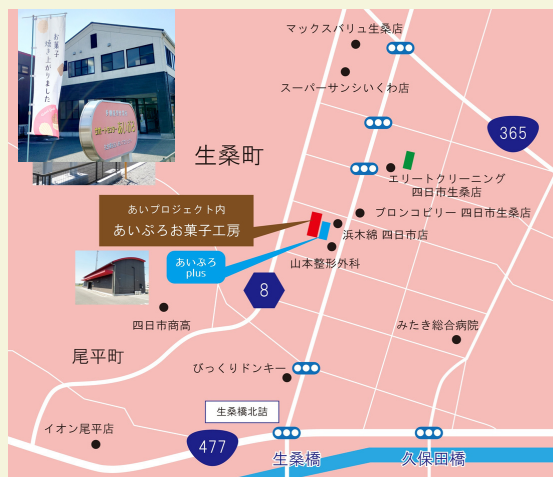 お菓子
焼き上がりました
マックスバリュ生桑店
スーパーサンシいくわ店
365
生桑町
エリートクリーニング
四日市生桑店
あいプロジェクト内
あいぷろお菓子工房
ブロンコビリー 四日市生桑店
浜木綿 四日市店
あいぷろ
plus
山本整形外科
8
四日市商高
みたき総合病院
尾平町
びっくりドンキー
生桑橋北詰
イオン尾平店
477
生桑橋
久保田橋